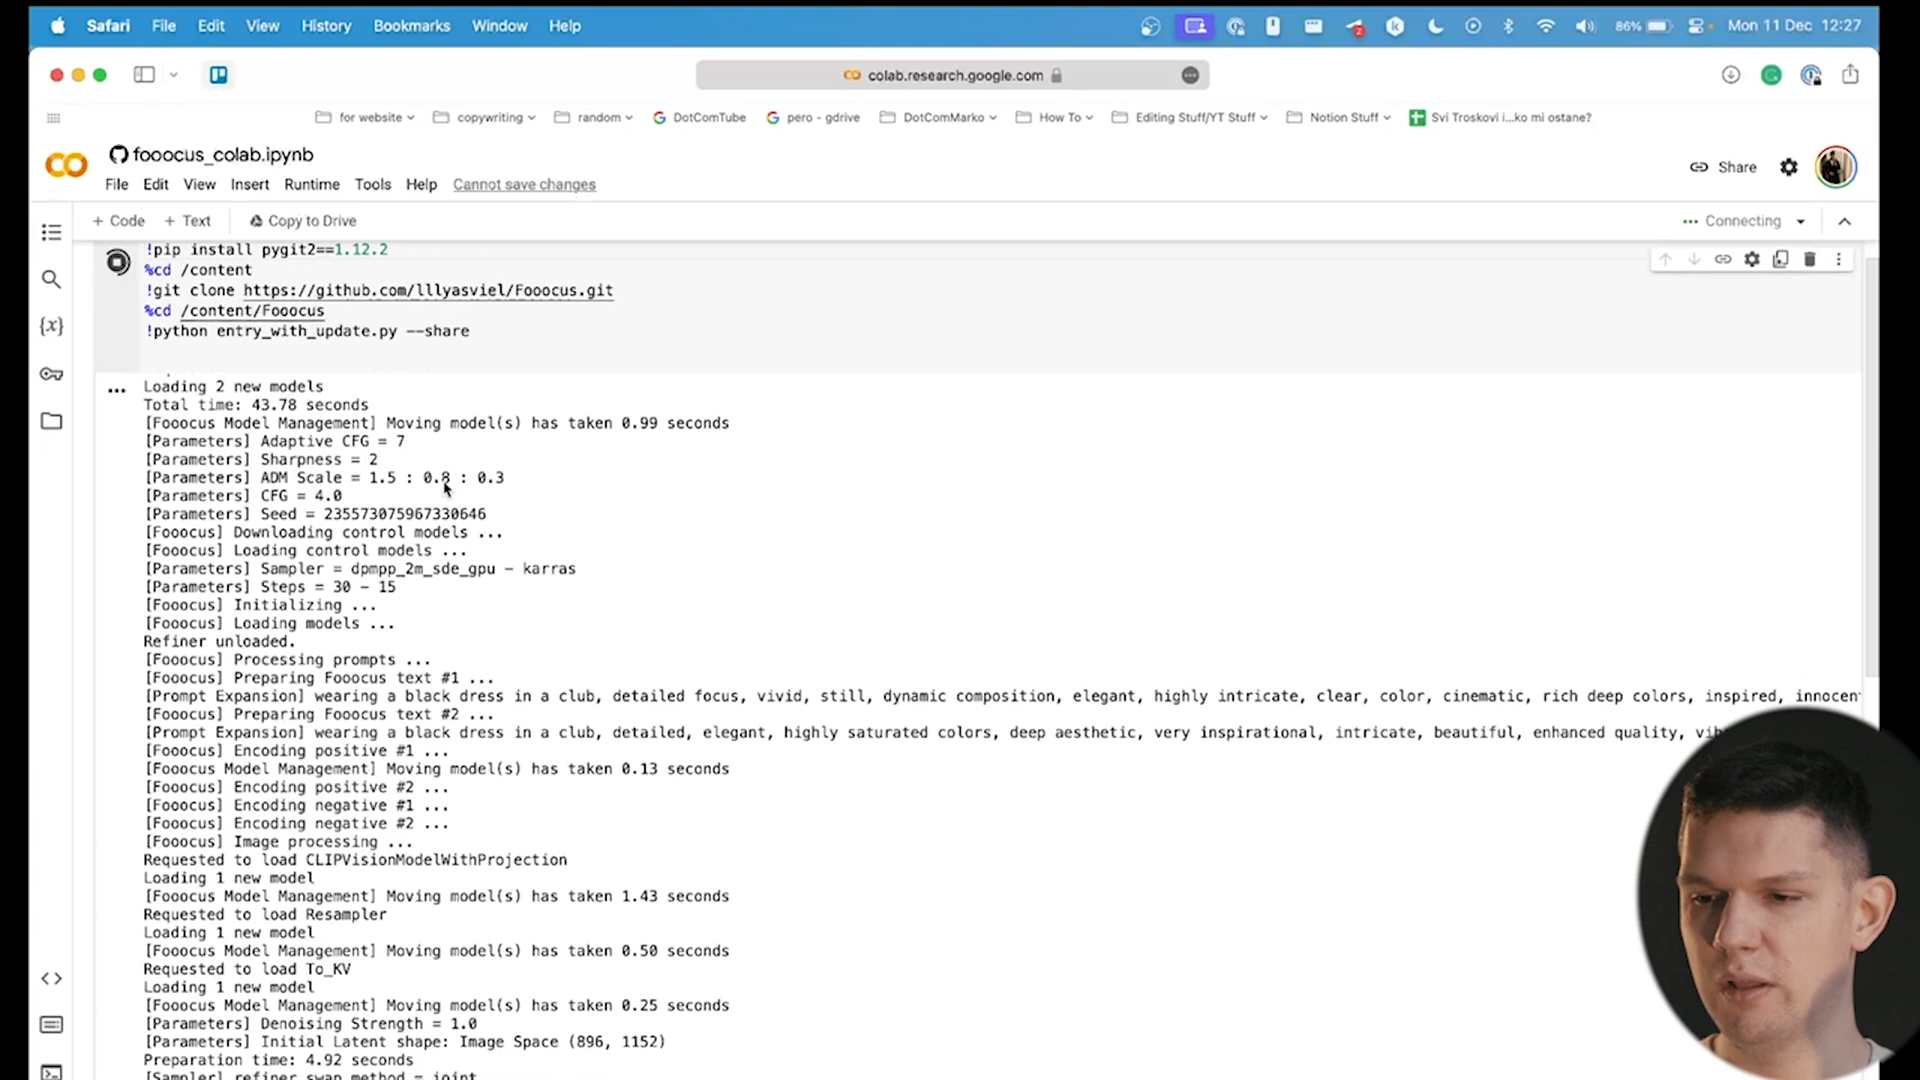 Safari File Edit View History Bookmarks Window Help 2 86% Mon 11 Dec 12:27
colab.research.google.com
for website copywriting random DotComTube pero - gdrive DotComMarko How To Editing Stuff/YT Stuff Notion Stuff Svi Troskovi i...ko mi ostane?
fooocus_colab.ipynb
File Edit View Insert Runtime Tools Help Cannot save changes
Share
+ Code + Text Copy to Drive
Connecting
!pip install pygit2==1.12.2
%cd /content
!git clone https://github.com/lllyasviel/Fooocus.git
%cd /content/Fooocus
!python entry_with_update.py --share
Loading 2 new models
Total time: 43.78 seconds
[Fooocus Model Management] Moving model(s) has taken 0.99 seconds
[Parameters] Adaptive CFG = 7
[Parameters] Sharpness = 2
[Parameters] ADM Scale = 1.5 : 0.8 : 0.3
[Parameters] CFG = 4.0
[Parameters] Seed = 235573075967330646
[Fooocus] Downloading control models ...
[Fooocus] Loading control models ...
[Parameters] Sampler = dpmpp_2m_sde_gpu - karras
[Parameters] Steps = 30 - 15
[Fooocus] Initializing ...
[Fooocus] Loading models ...
Refiner unloaded.
[Fooocus] Processing prompts ...
[Fooocus] Preparing Fooocus text #1 ...
[Prompt Expansion] wearing a black dress in a club, detailed focus, vivid, still, dynamic composition, elegant, highly intricate, clear, color, cinematic, rich deep colors, inspired, innocen
[Fooocus] Preparing Fooocus text #2 ...
[Prompt Expansion] wearing a black dress in a club, detailed, elegant, highly saturated colors, deep aesthetic, very inspirational, intricate, beautiful, enhanced quality,
[Fooocus] Encoding positive #1 ...
[Fooocus Model Management] Moving model(s) has taken 0.13 seconds
[Fooocus] Encoding positive #2 ...
[Fooocus] Encoding negative #1 ...
[Fooocus] Encoding negative #2 ...
[Fooocus] Image processing ...
Requested to load CLIPVisionModelWithProjection
Loading 1 new model
[Fooocus Model Management] Moving model(s) has taken 1.43 seconds
Requested to load Resampler
Loading 1 new model
[Fooocus Model Management] Moving model(s) has taken 0.50 seconds
Requested to load To_KV
Loading 1 new model
[Fooocus Model Management] Moving model(s) has taken 0.25 seconds
[Parameters] Denoising Strength = 1.0
[Parameters] Initial Latent shape: Image Space (896, 1152)
Preparation time: 4.92 seconds
[Sampler] refiner swap method = joint